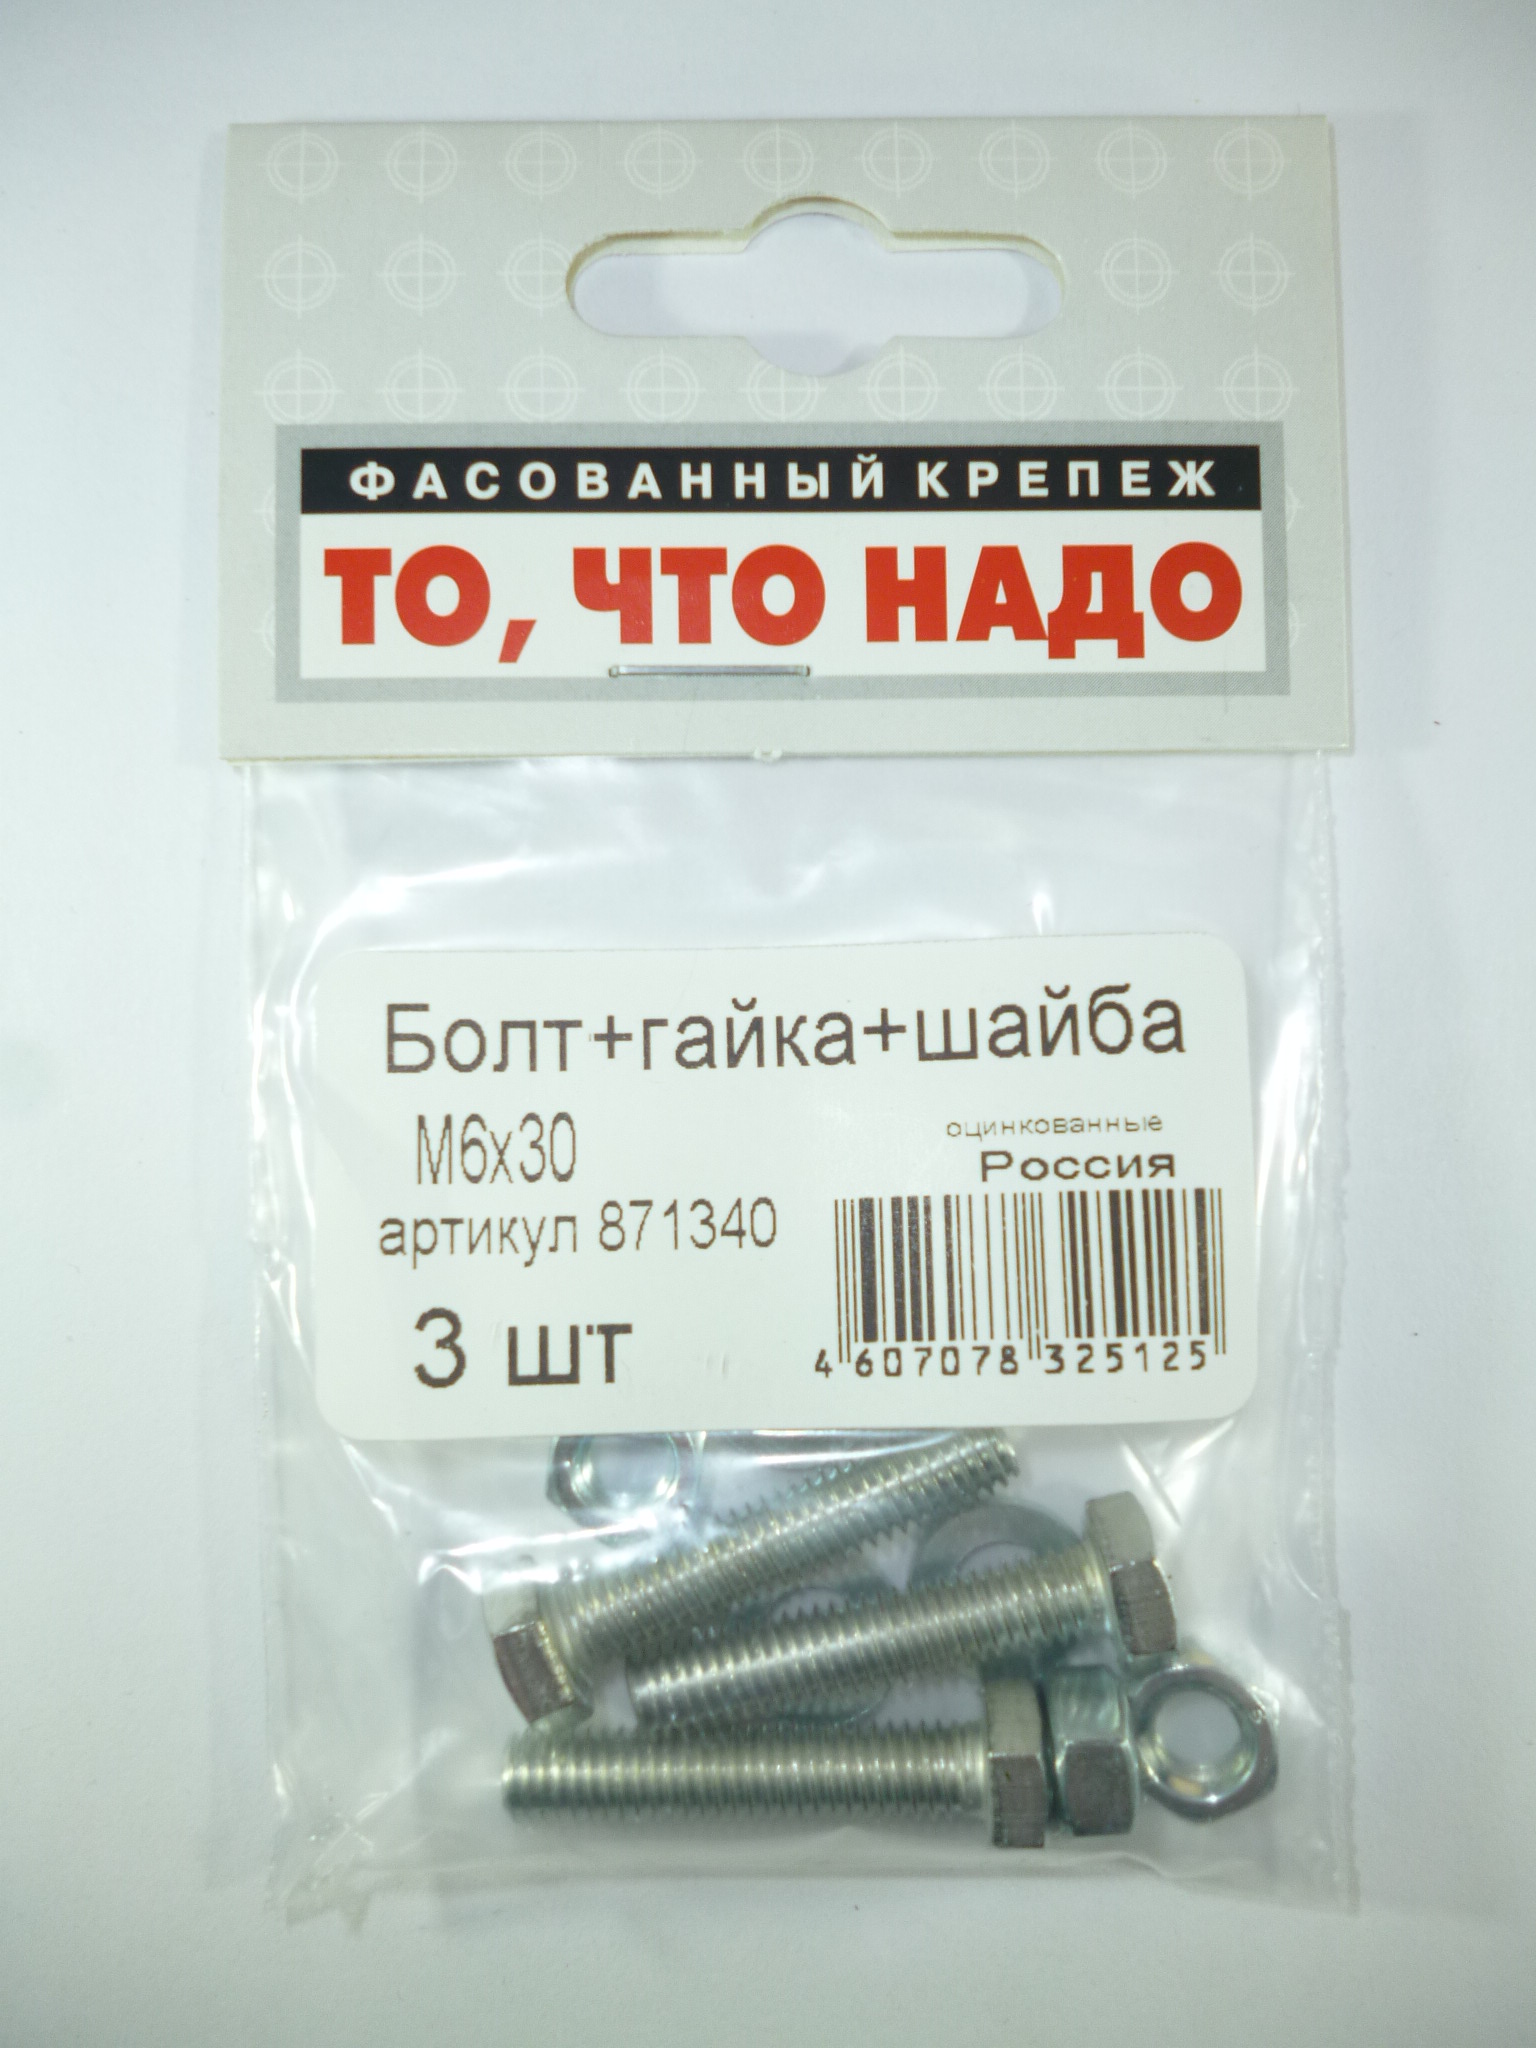 ФАСОВАННЫЙ КРЕПЕЖ
ТО, ЧТО НАДО
Болт+гайка+шайба
М6х30
оцинкованные
Россия
артикул 871340
3 шт
4 607078 325125